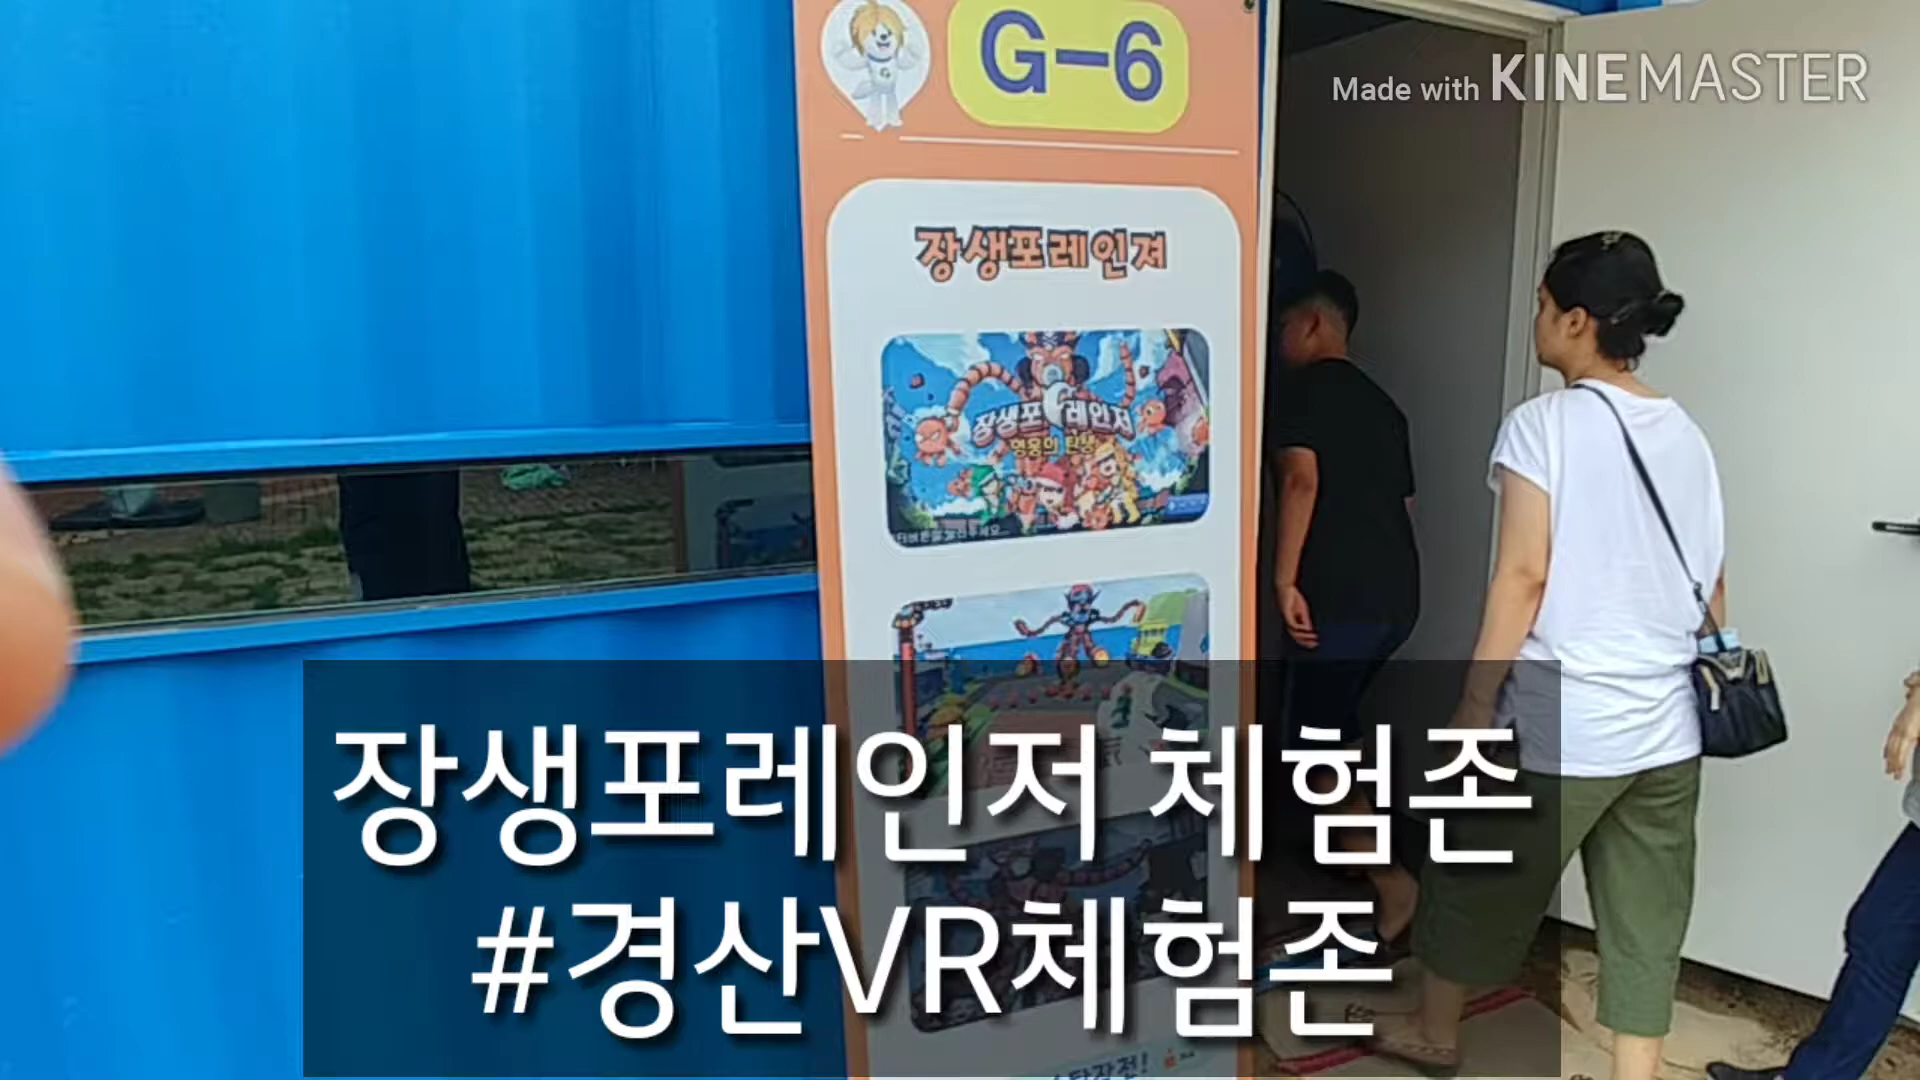 G-6
Made with KINEMASTER
장생포레인져
장생포레인저
영웅의 탄생
장생포레인저 체험존
#경산VR체험존